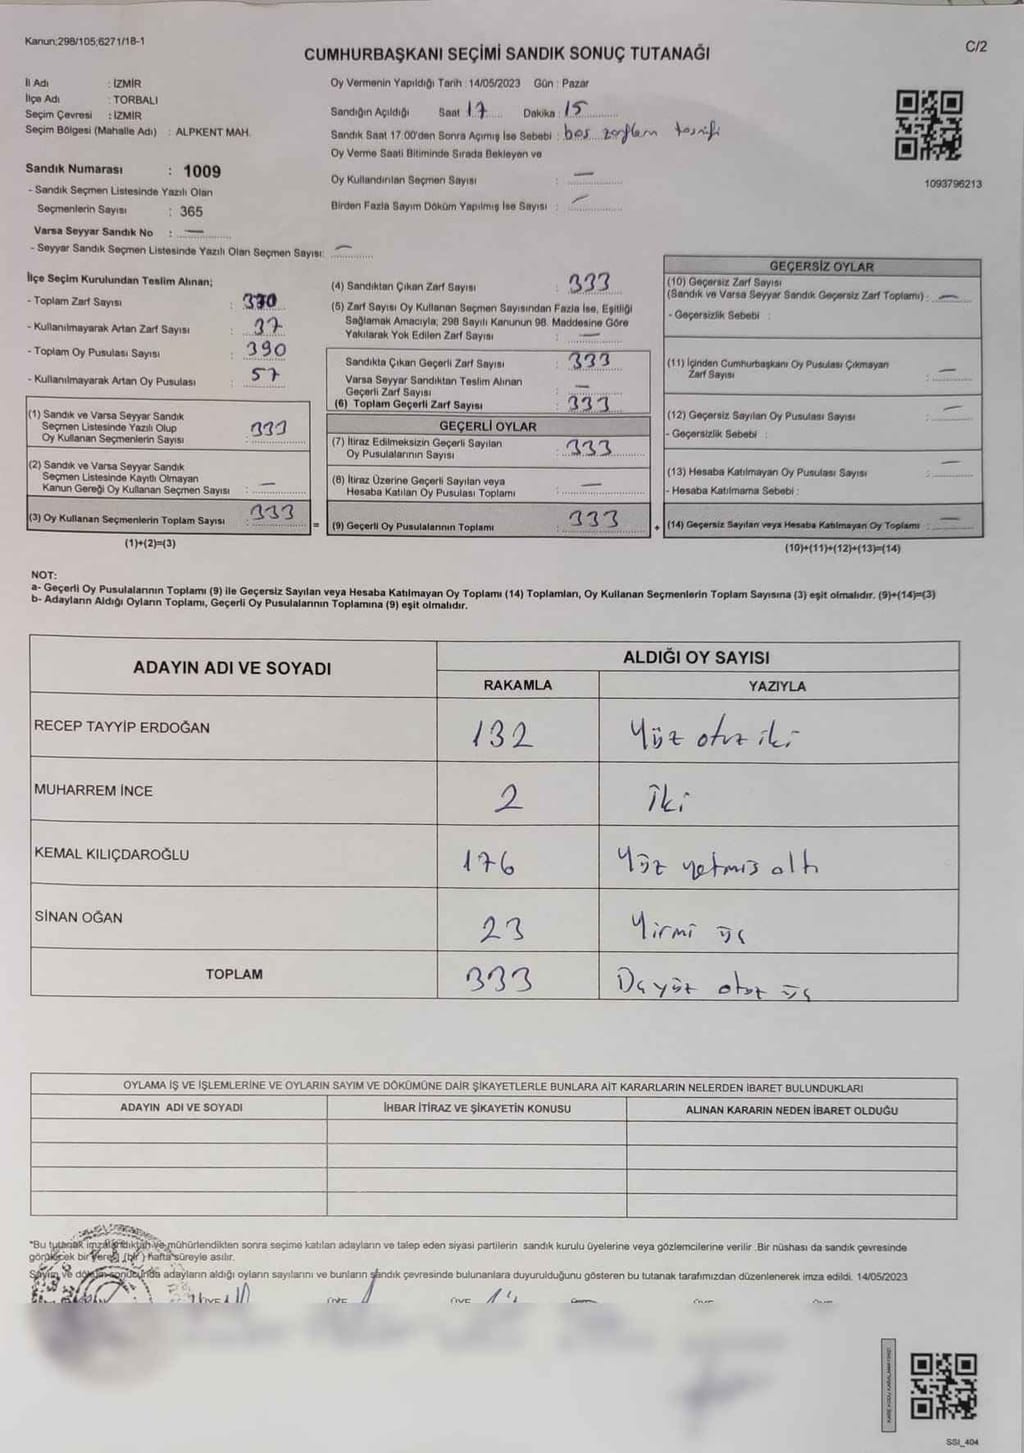 Kanun;298/105;6271/18-1
C/2
CUMHURBAŞKANI SEÇİMİ SANDIK SONUÇ TUTANAĞI
İl Adı : İZMİR
İlçe Adı : TORBALI
Seçim Çevresi : İZMİR
Seçim Bölgesi (Mahalle Adı) : ALPKENT MAH.
Oy Vermenin Yapıldığı Tarih : 14/05/2023 Gün : Pazar
Sandığın Açıldığı Saat 17 Dakika : 15
Sandık Saat 17.00'den Sonra Açımış İse Sebebi : boş zarfların tasnifi
Oy Verme Saati Bitiminde Sırada Bekleyen ve
Oy Kullandırılan Seçmen Sayısı : —
Birden Fazla Sayım Döküm Yapılmış İse Sayısı : —
1093796213
Sandık Numarası : 1009
- Sandık Seçmen Listesinde Yazılı Olan
Seçmenlerin Sayısı : 365
Varsa Seyyar Sandık No : —
- Seyyar Sandık Seçmen Listesinde Yazılı Olan Seçmen Sayısı: —
İlçe Seçim Kurulundan Teslim Alınan;
- Toplam Zarf Sayısı : 370
- Kullanılmayarak Artan Zarf Sayısı : 37
- Toplam Oy Pusulası Sayısı : 390
- Kullanılmayarak Artan Oy Pusulası : 57
(1) Sandık ve Varsa Seyyar Sandık
Seçmen Listesinde Yazılı Olup
Oy Kullanan Seçmenlerin Sayısı : 333
(2) Sandık ve Varsa Seyyar Sandık
Seçmen Listesinde Kayıtlı Olmayan
Kanun Gereği Oy Kullanan Seçmen Sayısı : —
(3) Oy Kullanan Seçmenlerin Toplam Sayısı : 333 =
(1)+(2)=(3)
(4) Sandıktan Çıkan Zarf Sayısı : 333
(5) Zarf Sayısı Oy Kullanan Seçmen Sayısından Fazla İse, Eşitliği
Sağlamak Amacıyla; 298 Sayılı Kanunun 98. Maddesine Göre
Yakılarak Yok Edilen Zarf Sayısı : —
Sandıkta Çıkan Geçerli Zarf Sayısı : 333
Varsa Seyyar Sandıktan Teslim Alınan
Geçerli Zarf Sayısı : —
(6) Toplam Geçerli Zarf Sayısı : 333
GEÇERLİ OYLAR
(7) İtiraz Edilmeksizin Geçerli Sayılan
Oy Pusulalarının Sayısı : 333
(8) İtiraz Üzerine Geçerli Sayılan veya
Hesaba Katılan Oy Pusulası Toplamı : —
(9) Geçerli Oy Pusulalarının Toplamı : 333 +
GEÇERSİZ OYLAR
(10) Geçersiz Zarf Sayısı
(Sandık ve Varsa Seyyar Sandık Geçersiz Zarf Toplamı) : —
- Geçersizlik Sebebi :
(11) İçinden Cumhurbaşkanı Oy Pusulası Çıkmayan
Zarf Sayısı : —
(12) Geçersiz Sayılan Oy Pusulası Sayısı : —
- Geçersizlik Sebebi :
(13) Hesaba Katılmayan Oy Pusulası Sayısı : —
- Hesaba Katılmama Sebebi :
(14) Geçersiz Sayılan veya Hesaba Katılmayan Oy Toplamı : —
(10)+(11)+(12)+(13)=(14)
NOT:
a- Geçerli Oy Pusulalarının Toplamı (9) ile Geçersiz Sayılan veya Hesaba Katılmayan Oy Toplamı (14) Toplamları, Oy Kullanan Seçmenlerin Toplam Sayısına (3) eşit olmalıdır. (9)+(14)=(3)
b- Adayların Aldığı Oyların Toplamı, Geçerli Oy Pusulalarının Toplamına (9) eşit olmalıdır.
ADAYIN ADI VE SOYADI
ALDIĞI OY SAYISI
RAKAMLA YAZIYLA
RECEP TAYYİP ERDOĞAN 132 Yüz otuz iki
MUHARREM İNCE 2 İki
KEMAL KILIÇDAROĞLU 176 Yüz yetmiş altı
SİNAN OĞAN 23 Yirmi üç
TOPLAM 333 Üçyüz otuz üç
OYLAMA İŞ VE İŞLEMLERİNE VE OYLARIN SAYIM VE DÖKÜMÜNE DAİR ŞİKAYETLERLE BUNLARA AİT KARARLARIN NELERDEN İBARET BULUNDUKLARI
ADAYIN ADI VE SOYADI İHBAR İTİRAZ VE ŞİKAYETİN KONUSU ALINAN KARARIN NEDEN İBARET OLDUĞU
*Bu tutanak imzalandıktan ve mühürlendikten sonra seçime katılan adayların ve talep eden siyasi partilerin sandık kurulu üyelerine veya gözlemcilerine verilir .Bir nüshası da sandık çevresinde
görülecek bir yere (bir) hafta süreyle asılır.
Sayım ve döküm sonucunda adayların aldığı oyların sayılarını ve bunların sandık çevresinde bulunanlara duyurulduğunu gösteren bu tutanak tarafımızdan düzenlenerek imza edildi. 14/05/2023
SSI_404